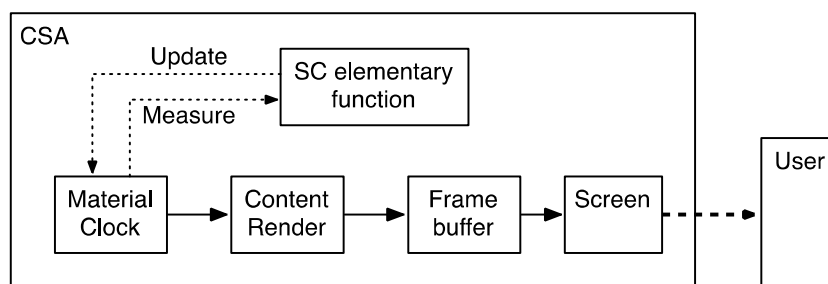 CSA
Update
SC elementary
function
Measure
User
Material
Clock
Content
Render
Frame
buffer
Screen